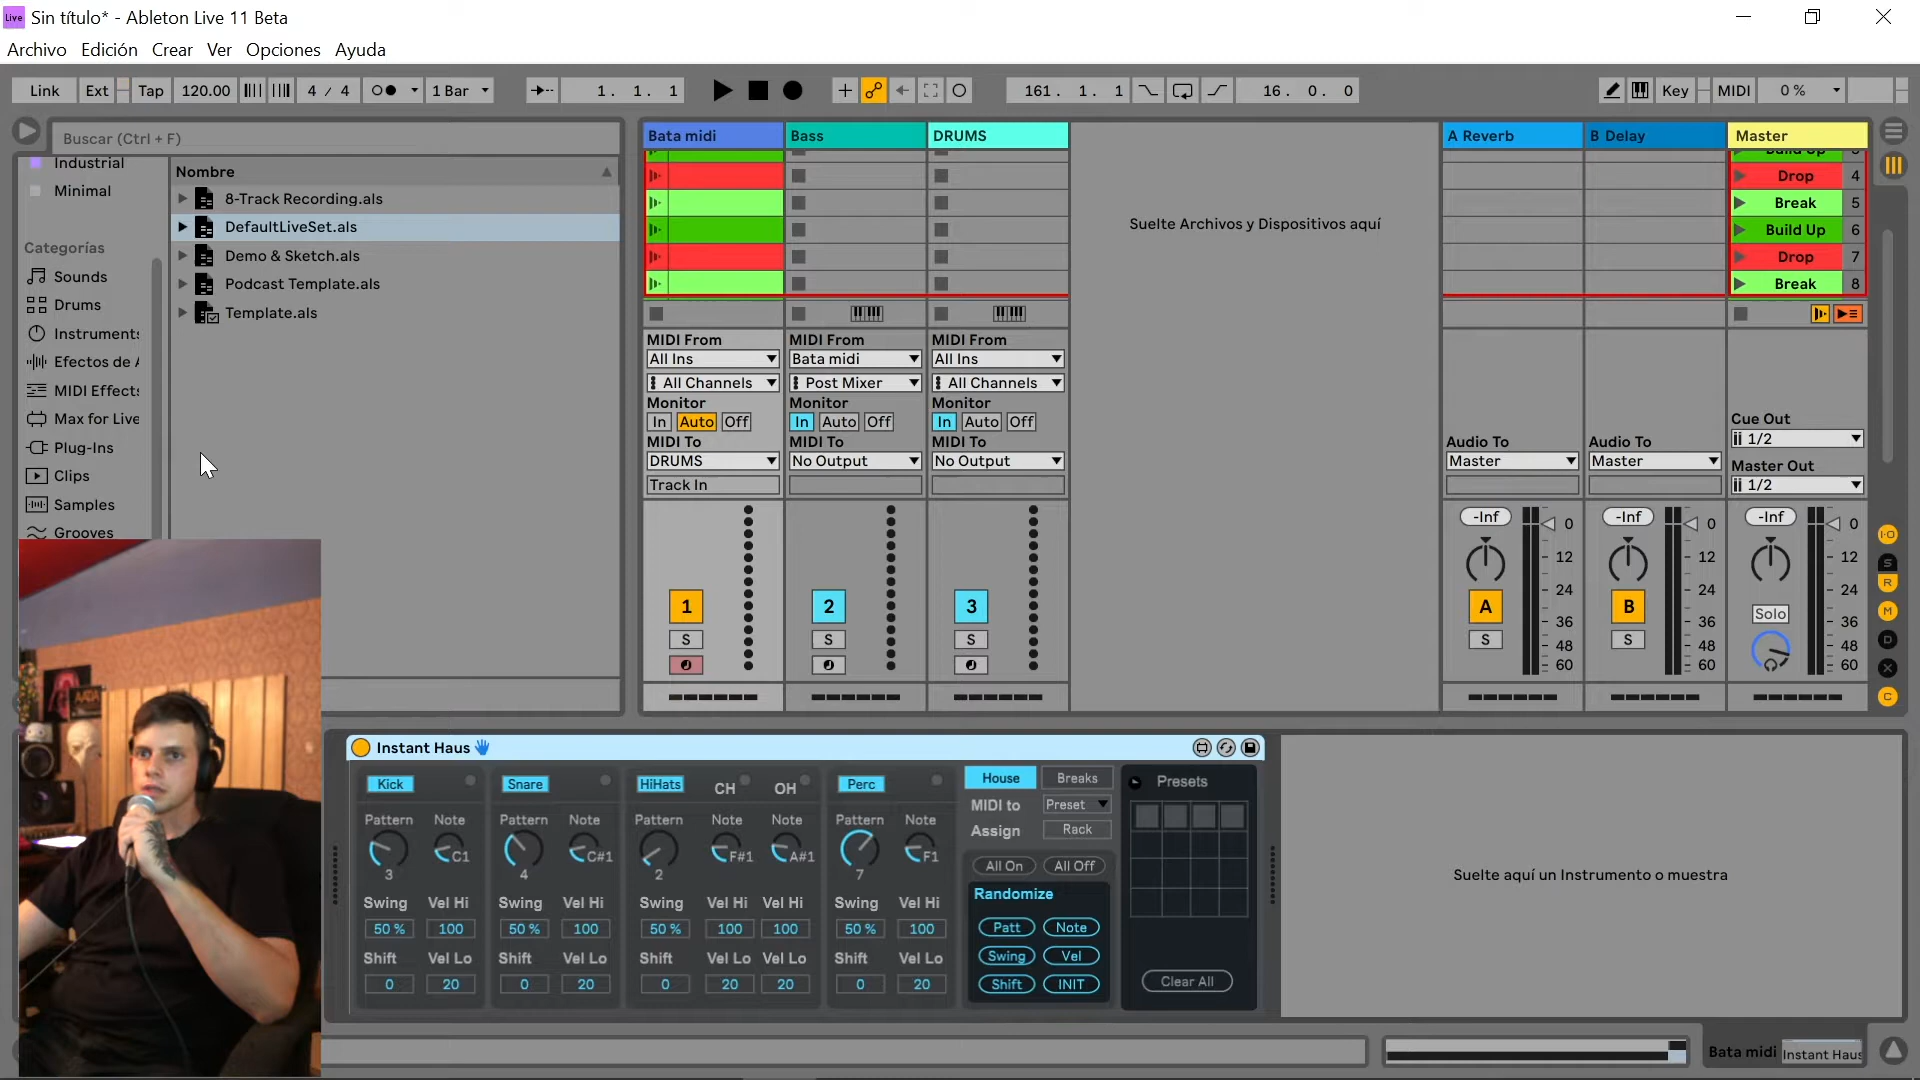 Live Sin título* - Ableton Live 11 Beta
Archivo Edición Crear Ver Opciones Ayuda
Link Ext Tap 120.00 4 / 4 1 Bar 1. 1. 1 161. 1. 1 16. 0. 0 Key MIDI 0 %
Buscar (Ctrl + F)
Industrial
Minimal
Categorías
Sounds
Drums
Instrument
Efectos de A
MIDI Effect
Max for Live
Plug-Ins
Clips
Samples
Grooves
Nombre
8-Track Recording.als
DefaultLiveSet.als
Demo & Sketch.als
Podcast Template.als
Template.als
Bata midi Bass DRUMS
Suelte Archivos y Dispositivos aquí
A Reverb B Delay Master
Build Up
Drop 4
Break 5
Build Up 6
Drop 7
Break 8
MIDI From MIDI From MIDI From
All Ins Bata midi All Ins
All Channels Post Mixer All Channels
Monitor Monitor Monitor
In Auto Off In Auto Off In Auto Off
MIDI To MIDI To MIDI To
DRUMS No Output No Output
Track In
Audio To Audio To
Master Master
Cue Out
1/2
Master Out
1/2
1 2 3
S S S
-Inf 0 -Inf 0 -Inf 0
12 12 12
24 24 24
A B Solo
36 36 36
S S
48 48 48
60 60 60
I·O
S
R
M
D
X
C
Instant Haus
Kick Snare HiHats CH OH Perc
Pattern Note Pattern Note Pattern Note Note Pattern Note
C1 C#1 F#1 A#1 F1
3 4 2 7
Swing Vel Hi Swing Vel Hi Swing Vel Hi Vel Hi Swing Vel Hi
50 % 100 50 % 100 50 % 100 100 50 % 100
Shift Vel Lo Shift Vel Lo Shift Vel Lo Vel Lo Shift Vel Lo
0 20 0 20 0 20 20 0 20
House Breaks
MIDI to Preset
Assign Rack
All On All Off
Randomize
Patt Note
Swing Vel
Shift INIT
Presets
Clear All
Suelte aquí un Instrumento o muestra
Bata midi Instant Haus